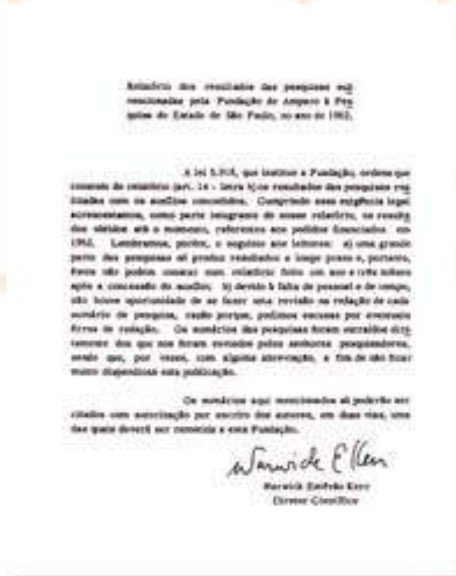 Relatório dos resultados das pesquisas sub
vencionadas pela Fundação de Amparo à Pes
quisa do Estado de São Paulo, no ano de 1962.
A lei 5.918, que institue a Fundação, ordena que
conste do relatório (art. 14 - letra b) os resultados das pesquisas rea
lizadas com os auxílios concedidos. Cumprindo essa exigência legal
acrescentamos, como parte integrante do nosso relatório, os resulta
dos obtidos até o momento, referentes aos pedidos financiados em
1962. Lembramos, porém, o seguinte aos leitores: a) uma grande
parte das pesquisas só produz resultados a longo prazo e, portanto,
estes não podem constar num relatório feito um ano e três meses
após a concessão do auxílio; b) devido à falta de pessoal e de tempo,
não houve oportunidade de se fazer uma revisão na redação de cada
sumário de pesquisa, razão porque, pedimos escusas por eventuais
erros de redação. Os sumários das pesquisas foram extraídos dire
tamente dos que nos foram enviados pelos senhores pesquisadores,
sendo que, por vezes, com alguma abreviação, a fim de não ficar
muito dispendiosa esta publicação.
Os sumários aqui mencionados só poderão ser
citados com autorização por escrito dos autores, em duas vias, uma
das quais deverá ser remetida a esta Fundação.
Warwick E Kerr
Warwick Estevão Kerr
Diretor Científico